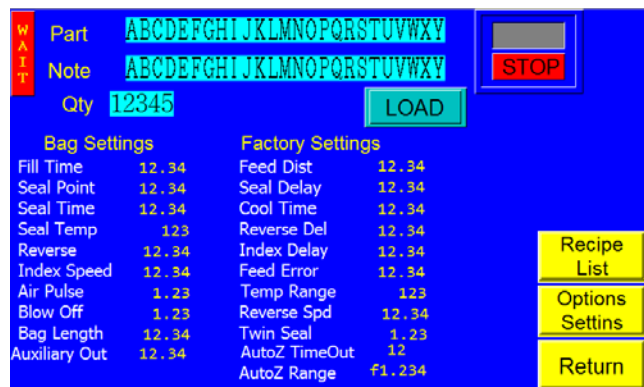 WAIT
Part ABCDEFGHIJKLMNOPQRSTUVWXY
Note ABCDEFGHIJKLMNOPQRSTUVWXY
STOP
Qty 12345
LOAD
Bag Settings
Fill Time 12.34
Seal Point 12.34
Seal Time 12.34
Seal Temp 123
Reverse 12.34
Index Speed 12.34
Air Pulse 1.23
Blow Off 1.23
Bag Length 12.34
Auxiliary Out 12.34
Factory Settings
Feed Dist 12.34
Seal Delay 12.34
Cool Time 12.34
Reverse Del 12.34
Index Delay 12.34
Feed Error 12.34
Temp Range 123
Reverse Spd 12.34
Twin Seal 1.23
AutoZ TimeOut 12
AutoZ Range f1.234
Recipe
List
Options
Settins
Return